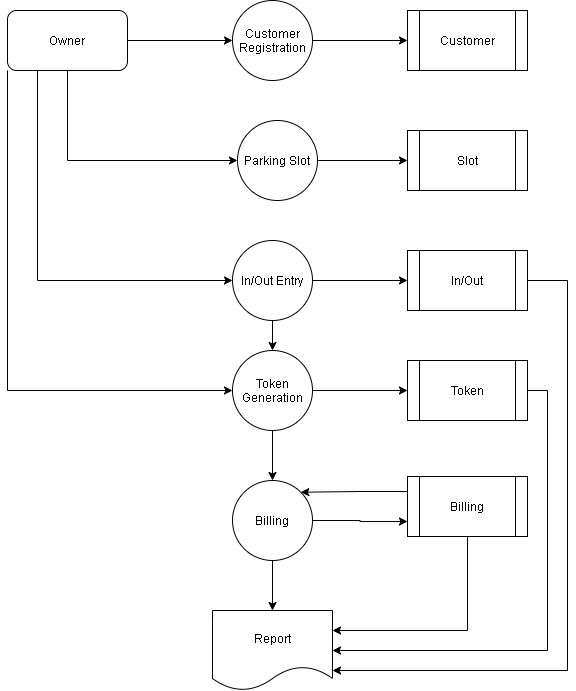 Owner
Customer
Registration
Customer
Parking Slot
Slot
In/Out Entry
In/Out
Token
Generation
Token
Billing
Billing
Report